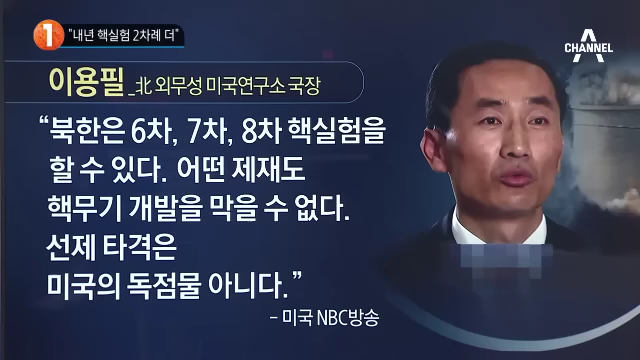 1
"내년 핵실험 2차례 더"
CHANNEL A
이용필_北 외무성 미국연구소 국장
“북한은 6차, 7차, 8차 핵실험을
할 수 있다. 어떤 제재도
핵무기 개발을 막을 수 없다.
선제 타격은
미국의 독점물 아니다.”
- 미국 NBC방송